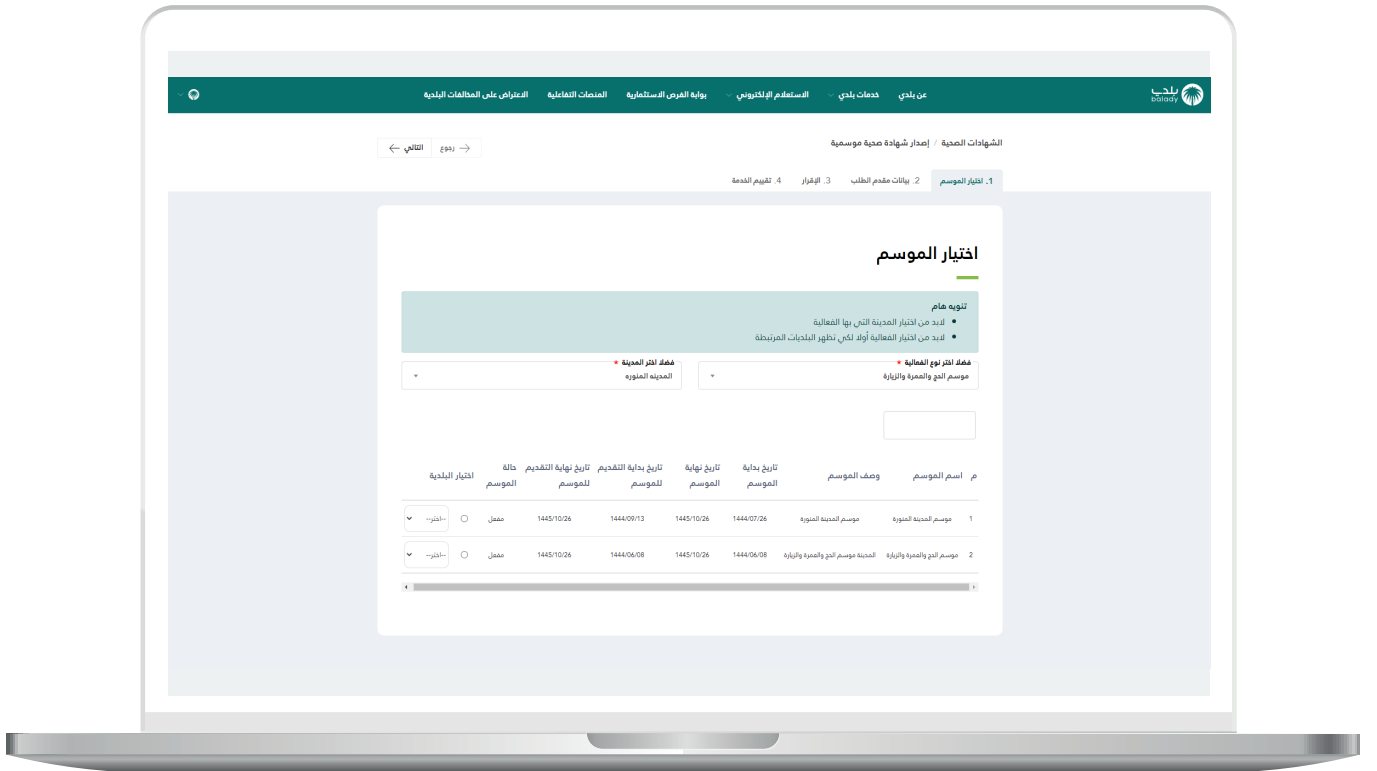 بلدي
balady
عن بلدي
خدمات بلدي
الاستعلام الإلكتروني
بوابة الفرص الاستثمارية
المنصات التفاعلية
الاعتراض على المخالفات البلدية
الشهادات الصحية / إصدار شهادة صحية موسمية
رجوع
التالي
1. اختيار الموسم
2. بيانات مقدم الطلب
3. الإقرار
4. تقييم الخدمة
اختيار الموسم
تنويه هام
لابد من اختيار المدينة التي بها الفعالية
لابد من اختيار الفعالية أولا لكي تظهر البلديات المرتبطة
فضلا اختر نوع الفعالية *
موسم الحج والعمرة والزيارة
فضلا اختر المدينة *
المدينه المنوره
م اسم الموسم وصف الموسم تاريخ بداية الموسم تاريخ نهاية الموسم تاريخ بداية التقديم للموسم تاريخ نهاية التقديم للموسم حالة الموسم اختيار البلدية
1 موسم المدينة المنورة موسم المدينة المنورة 1444/07/26 1445/10/26 1444/09/13 1445/10/26 مفعل --اختر--
2 موسم الحج والعمرة والزيارة المدينة موسم الحج والعمرة والزيارة 1444/06/08 1445/10/26 1444/06/08 1445/10/26 مفعل --اختر--